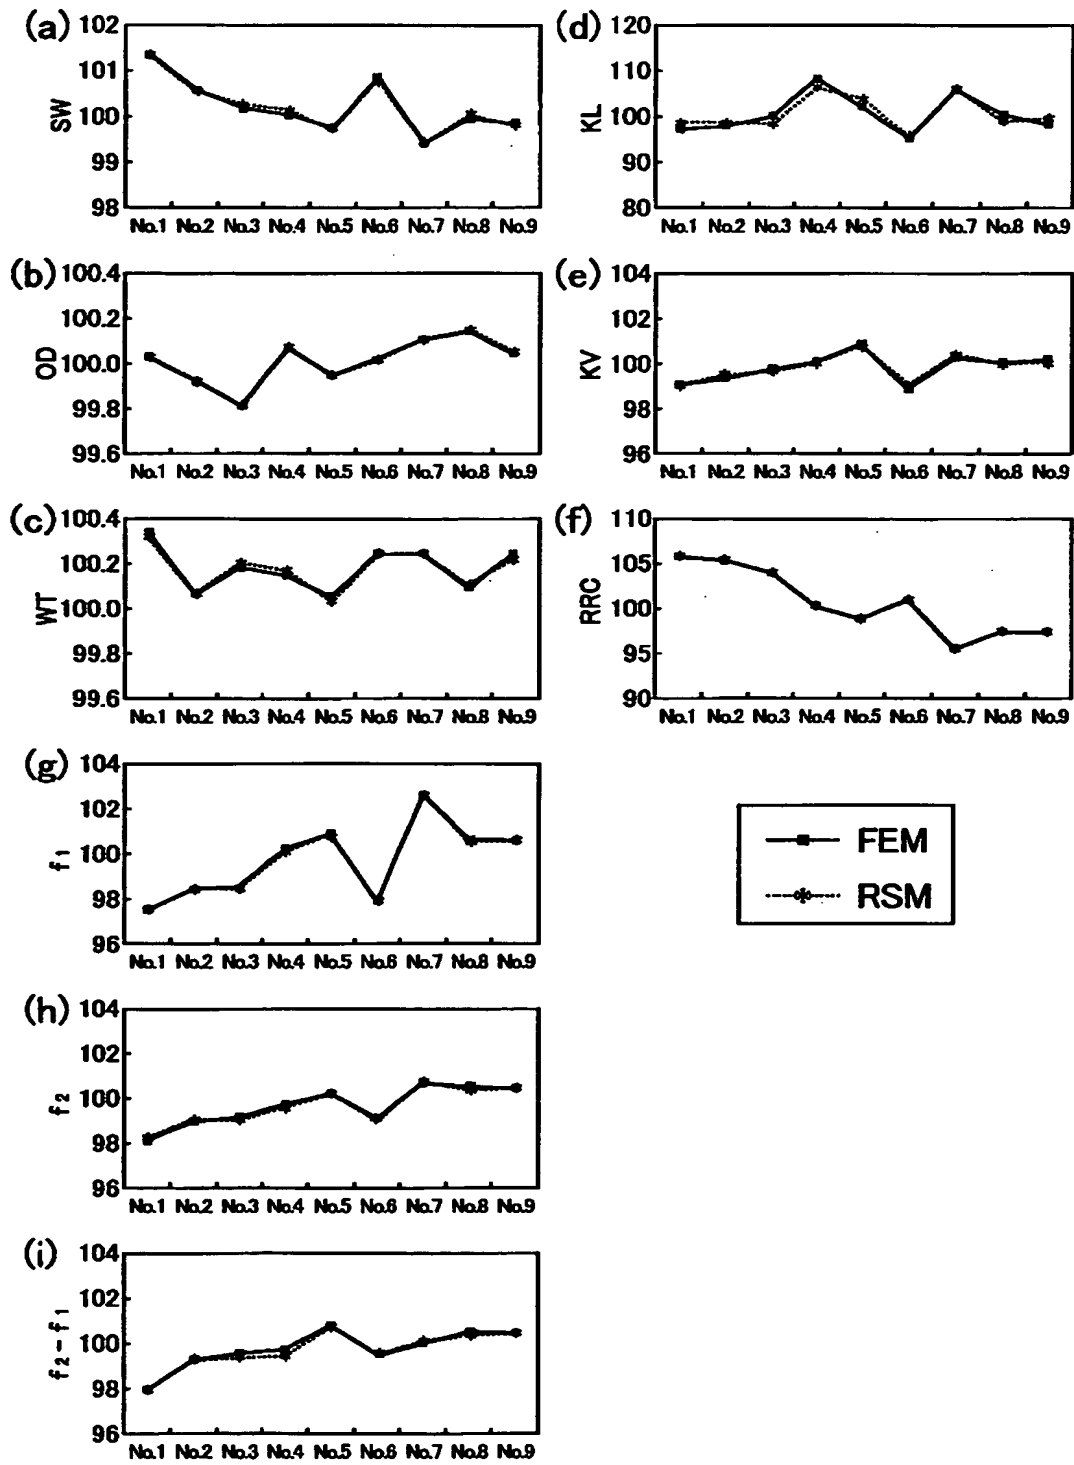 (a)
102
101
100
99
98
SW
No.1 No.2 No.3 No.4 No.5 No.6 No.7 No.8 No.9
(b)
100.4
100.2
100.0
99.8
99.6
OD
No.1 No.2 No.3 No.4 No.5 No.6 No.7 No.8 No.9
(c)
100.4
100.2
100.0
99.8
99.6
WT
No.1 No.2 No.3 No.4 No.5 No.6 No.7 No.8 No.9
(d)
120
110
100
90
80
KL
No.1 No.2 No.3 No.4 No.5 No.6 No.7 No.8 No.9
(e)
104
102
100
98
96
KV
No.1 No.2 No.3 No.4 No.5 No.6 No.7 No.8 No.9
(f)
110
105
100
95
90
RRC
No.1 No.2 No.3 No.4 No.5 No.6 No.7 No.8 No.9
(g)
104
102
100
98
96
f1
No.1 No.2 No.3 No.4 No.5 No.6 No.7 No.8 No.9
(h)
104
102
100
98
96
f2
No.1 No.2 No.3 No.4 No.5 No.6 No.7 No.8 No.9
(i)
104
102
100
98
96
f2-f1
No.1 No.2 No.3 No.4 No.5 No.6 No.7 No.8 No.9
FEM
RSM